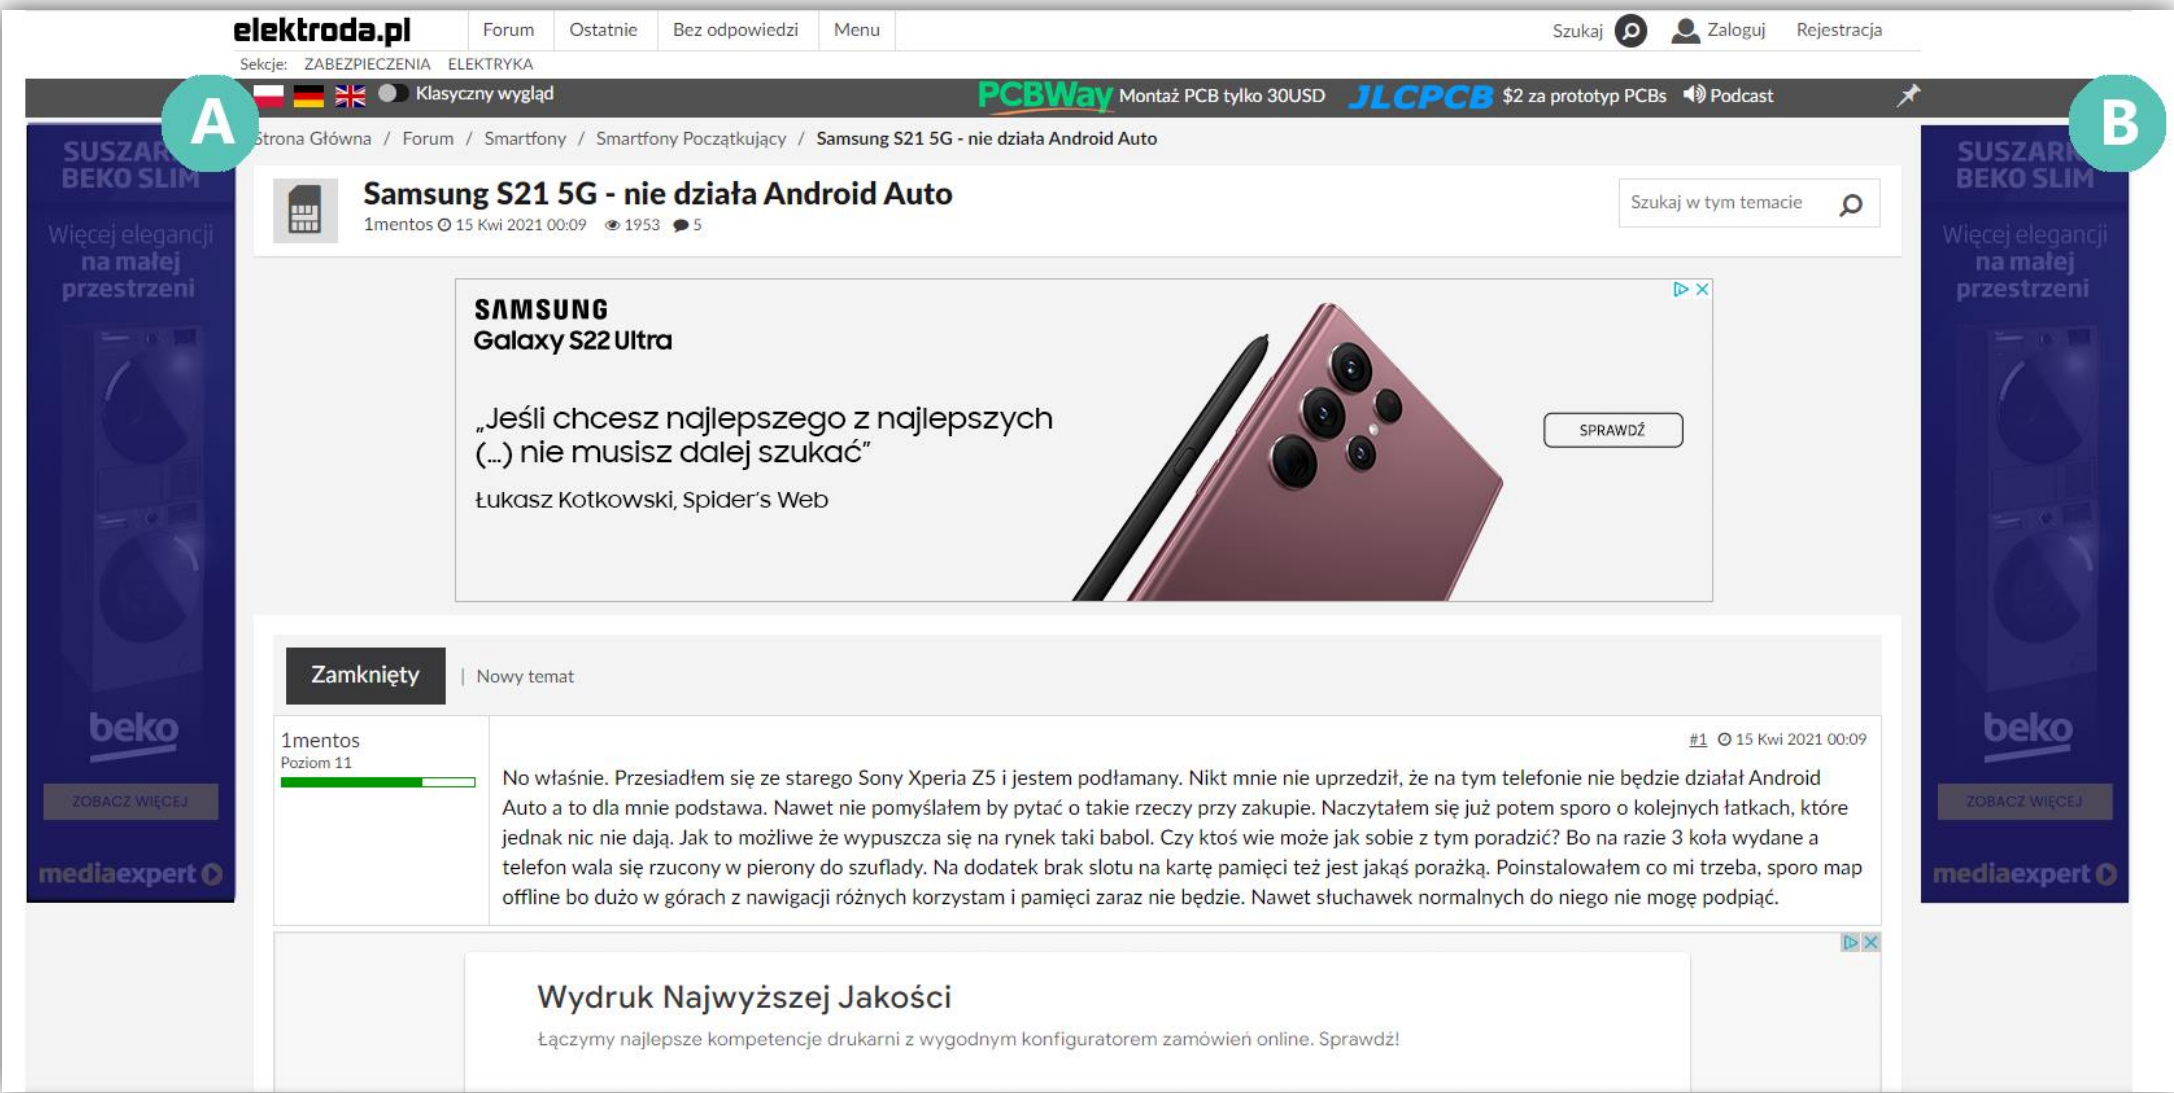 elektroda.pl
Forum
Ostatnie
Bez odpowiedzi
Menu
Szukaj
Zaloguj
Rejestracja
Sekcje: ZABEZPIECZENIA ELEKTRYKA
Klasyczny wygląd
PCBWay Montaż PCB tylko 30USD
JLCPCB $2 za prototyp PCBs
Podcast
A
B
Strona Główna / Forum / Smartfony / Smartfony Początkujący / Samsung S21 5G - nie działa Android Auto
Samsung S21 5G - nie działa Android Auto
1mentos 15 Kwi 2021 00:09 1953 5
Szukaj w tym temacie
BEKO SLIM
Więcej elegancji
na małej
przestrzeni
beko
ZOBACZ WIĘCEJ
mediaexpert
SAMSUNG
Galaxy S22 Ultra
„Jeśli chcesz najlepszego z najlepszych
(...) nie musisz dalej szukać”
Łukasz Kotkowski, Spider's Web
SPRAWDŹ
BEKO SLIM
Więcej elegancji
na małej
przestrzeni
beko
ZOBACZ WIĘCEJ
mediaexpert
Zamknięty | Nowy temat
1mentos
Poziom 11
#1 15 Kwi 2021 00:09
No właśnie. Przesiadłem się ze starego Sony Xperia Z5 i jestem podłamany. Nikt mnie nie uprzedził, że na tym telefonie nie będzie działał Android
Auto a to dla mnie podstawa. Nawet nie pomyślałem by pytać o takie rzeczy przy zakupie. Naczytałem się już potem sporo o kolejnych łatkach, które
jednak nic nie dają. Jak to możliwe że wypuszcza się na rynek taki babol. Czy ktoś wie może jak sobie z tym poradzić? Bo na razie 3 koła wydane a
telefon wala się rzucony w pierony do szuflady. Na dodatek brak slotu na kartę pamięci też jest jakąś porażką. Poinstalowałem co mi trzeba, sporo map
offline bo dużo w górach z nawigacji różnych korzystam i pamięci zaraz nie będzie. Nawet słuchawek normalnych do niego nie mogę podpiąć.
Wydruk Najwyższej Jakości
Łączymy najlepsze kompetencje drukarni z wygodnym konfiguratorem zamówień online. Sprawdź!